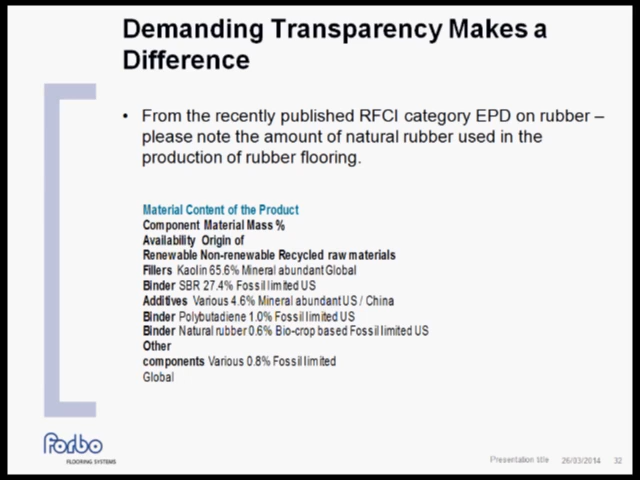 Demanding Transparency Makes a
Difference
• From the recently published RFCI category EPD on rubber –
please note the amount of natural rubber used in the
production of rubber flooring.
Material Content of the Product
Component Material Mass %
Availability Origin of
Renewable Non-renewable Recycled raw materials
Fillers Kaolin 65.6% Mineral abundant Global
Binder SBR 27.4% Fossil limited US
Additives Various 4.6% Mineral abundant US / China
Binder Polybutadiene 1.0% Fossil limited US
Binder Natural rubber 0.6% Bio-crop based Fossil limited US
Other
components Various 0.8% Fossil limited
Global
Forbo
FLOORING SYSTEMS
Presentation title 26/03/2014 32